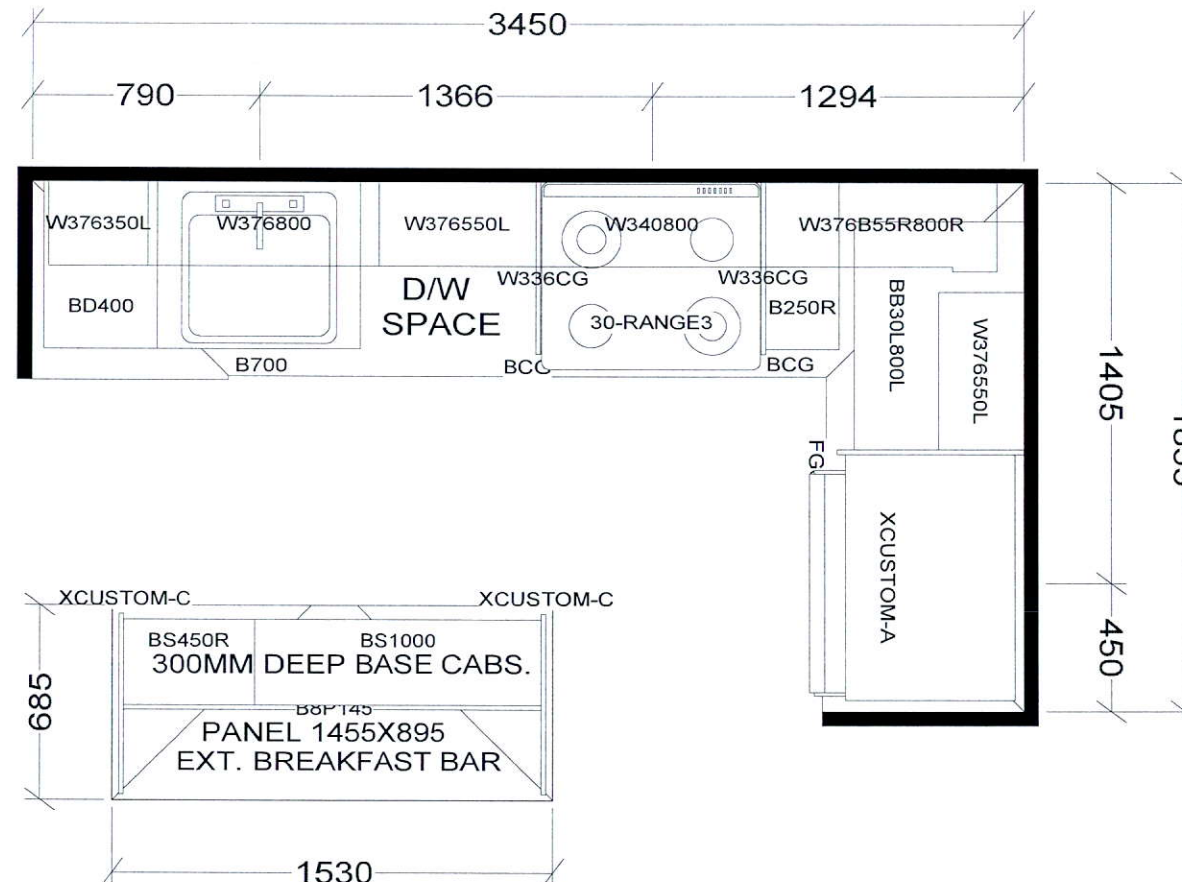 3450
790
1366
1294
W376350L
W376800
W376550L
W340800
W376B55R800R
W336CG
W336CG
BD400
D/W
SPACE
30-RANGE3
B250R
BB30L800L
W376550L
B700
BCG
BCG
1405
FG
XCUSTOM-A
450
XCUSTOM-C
XCUSTOM-C
BS450R
BS1000
300MM DEEP BASE CABS.
685
PANEL 1455X895
EXT. BREAKFAST BAR
1530